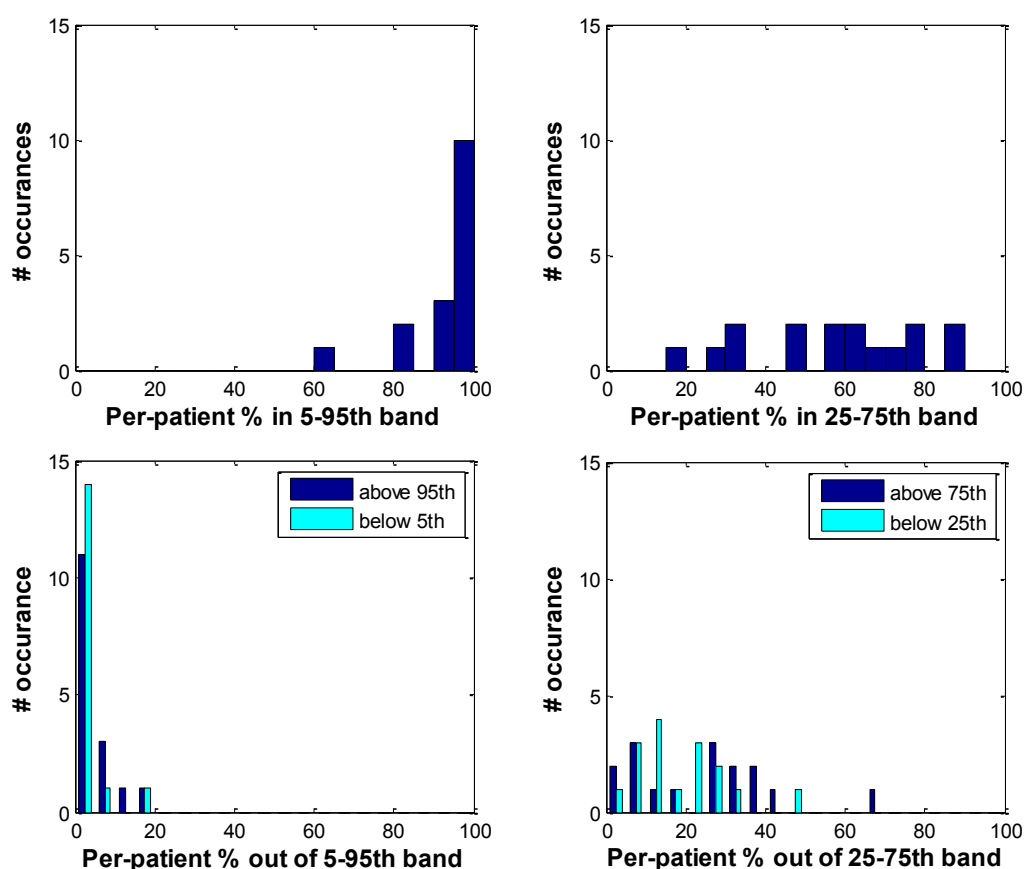 15
10
5
0
# occurances
0 20 40 60 80 100
Per-patient % in 5-95th band
15
10
5
0
# occurances
0 20 40 60 80 100
Per-patient % in 25-75th band
15
10
5
0
# occurance
above 95th
below 5th
0 20 40 60 80 100
Per-patient % out of 5-95th band
15
10
5
0
# occurance
above 75th
below 25th
0 20 40 60 80 100
Per-patient % out of 25-75th band